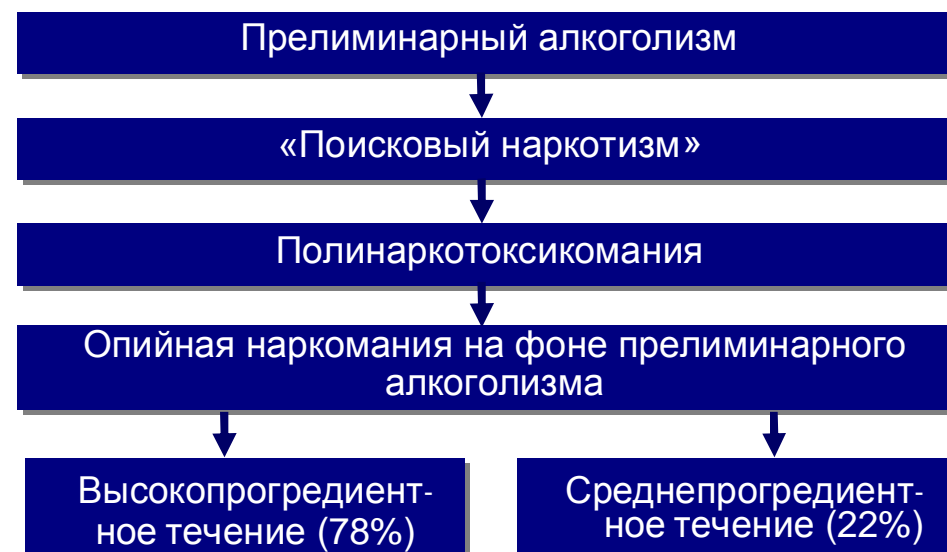 Прелиминарный алкоголизм
«Поисковый наркотизм»
Полинаркотоксикомания
Опийная наркомания на фоне прелиминарного
алкоголизма
Высокопрогредиент-
ное течение (78%)
Среднепрогредиент-
ное течение (22%)